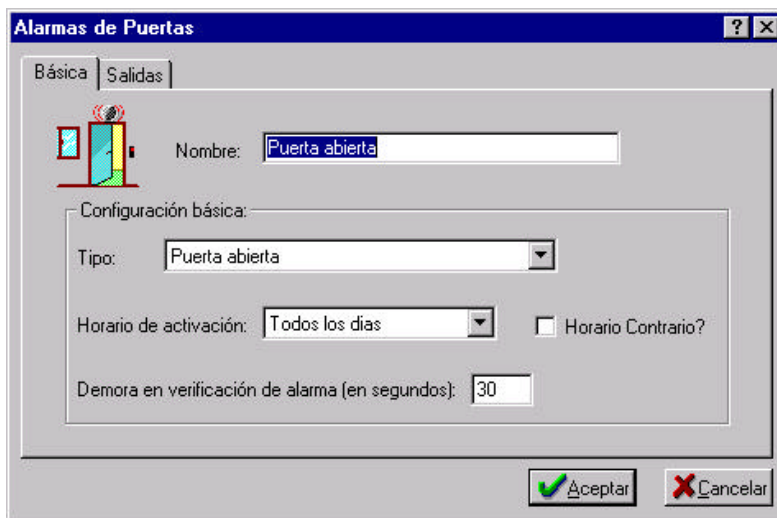 Alarmas de Puertas
Básica Salidas
Nombre: Puerta abierta
Configuración básica:
Tipo: Puerta abierta
Horario de activación: Todos los dias Horario Contrario?
Demora en verificación de alarma (en segundos): 30
Aceptar Cancelar